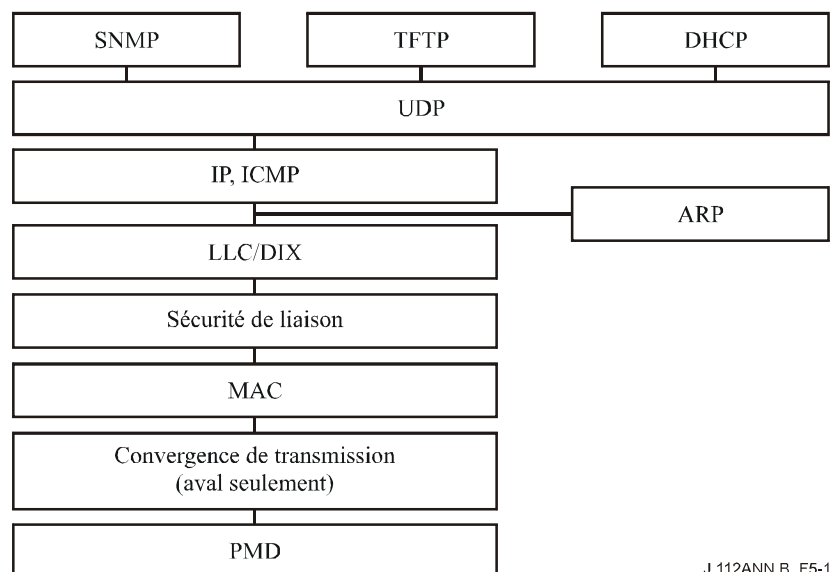 SNMP
TFTP
DHCP
UDP
IP, ICMP
ARP
LLC/DIX
Sécurité de liaison
MAC
Convergence de transmission
(aval seulement)
PMD
J.112ANN.B_F5-1